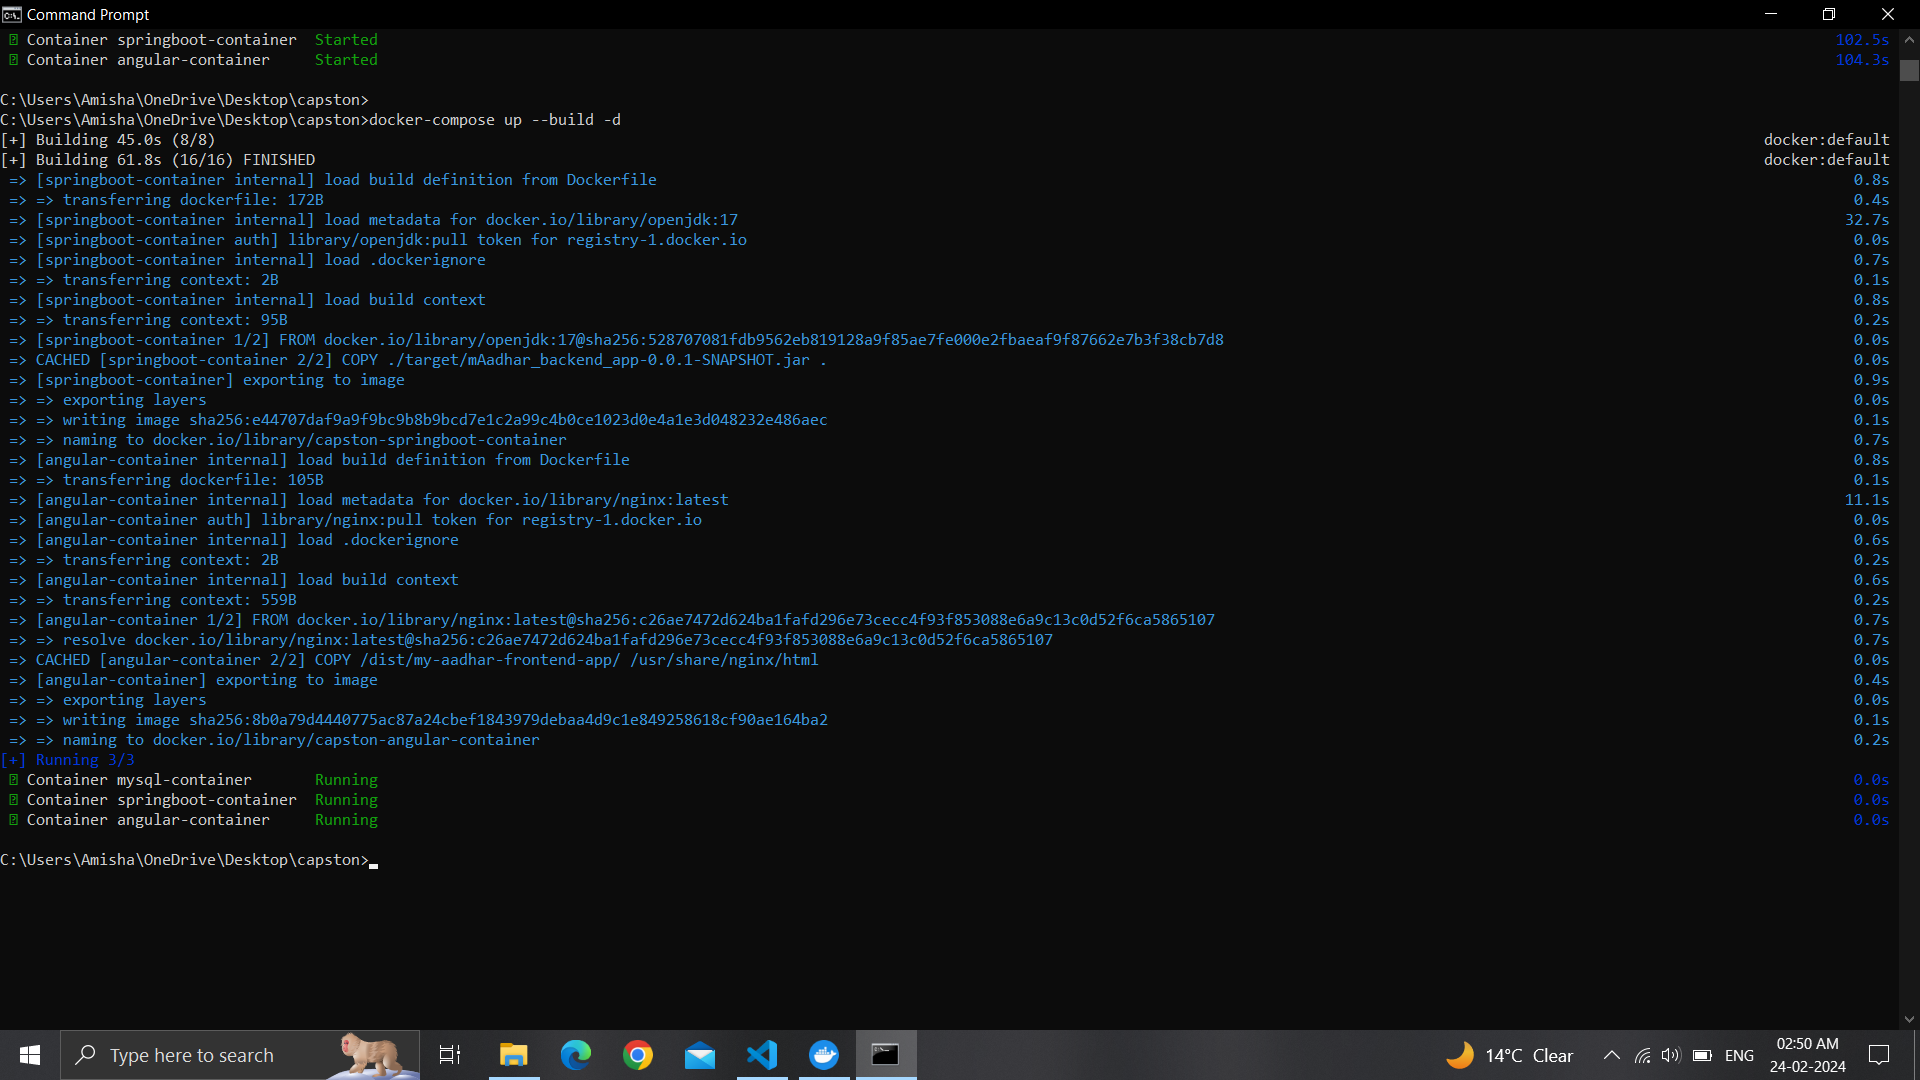 Command Prompt
Container springboot-container Started 102.5s
Container angular-container Started 104.3s
C:\Users\Amisha\OneDrive\Desktop\capston>
C:\Users\Amisha\OneDrive\Desktop\capston>docker-compose up --build -d
[+] Building 45.0s (8/8) docker:default
[+] Building 61.8s (16/16) FINISHED docker:default
=> [springboot-container internal] load build definition from Dockerfile 0.8s
=> => transferring dockerfile: 172B 0.4s
=> [springboot-container internal] load metadata for docker.io/library/openjdk:17 32.7s
=> [springboot-container auth] library/openjdk:pull token for registry-1.docker.io 0.0s
=> [springboot-container internal] load .dockerignore 0.7s
=> => transferring context: 2B 0.1s
=> [springboot-container internal] load build context 0.8s
=> => transferring context: 95B 0.2s
=> [springboot-container 1/2] FROM docker.io/library/openjdk:17@sha256:528707081fdb9562eb819128a9f85ae7fe000e2fbaeaf9f87662e7b3f38cb7d8 0.0s
=> CACHED [springboot-container 2/2] COPY ./target/mAadhar_backend_app-0.0.1-SNAPSHOT.jar . 0.0s
=> [springboot-container] exporting to image 0.9s
=> => exporting layers 0.0s
=> => writing image sha256:e44707daf9a9f9bc9b8b9bcd7e1c2a99c4b0ce1023d0e4a1e3d048232e486aec 0.1s
=> => naming to docker.io/library/capston-springboot-container 0.7s
=> [angular-container internal] load build definition from Dockerfile 0.8s
=> => transferring dockerfile: 105B 0.1s
=> [angular-container internal] load metadata for docker.io/library/nginx:latest 11.1s
=> [angular-container auth] library/nginx:pull token for registry-1.docker.io 0.0s
=> [angular-container internal] load .dockerignore 0.6s
=> => transferring context: 2B 0.2s
=> [angular-container internal] load build context 0.6s
=> => transferring context: 559B 0.2s
=> [angular-container 1/2] FROM docker.io/library/nginx:latest@sha256:c26ae7472d624ba1fafd296e73cecc4f93f853088e6a9c13c0d52f6ca5865107 0.7s
=> => resolve docker.io/library/nginx:latest@sha256:c26ae7472d624ba1fafd296e73cecc4f93f853088e6a9c13c0d52f6ca5865107 0.7s
=> CACHED [angular-container 2/2] COPY /dist/my-aadhar-frontend-app/ /usr/share/nginx/html 0.0s
=> [angular-container] exporting to image 0.4s
=> => exporting layers 0.0s
=> => writing image sha256:8b0a79d4440775ac87a24cbef1843979debaa4d9c1e849258618cf90ae164ba2 0.1s
=> => naming to docker.io/library/capston-angular-container 0.2s
[+] Running 3/3
Container mysql-container Running 0.0s
Container springboot-container Running 0.0s
Container angular-container Running 0.0s
C:\Users\Amisha\OneDrive\Desktop\capston>
Type here to search
14°C Clear
ENG
02:50 AM
24-02-2024